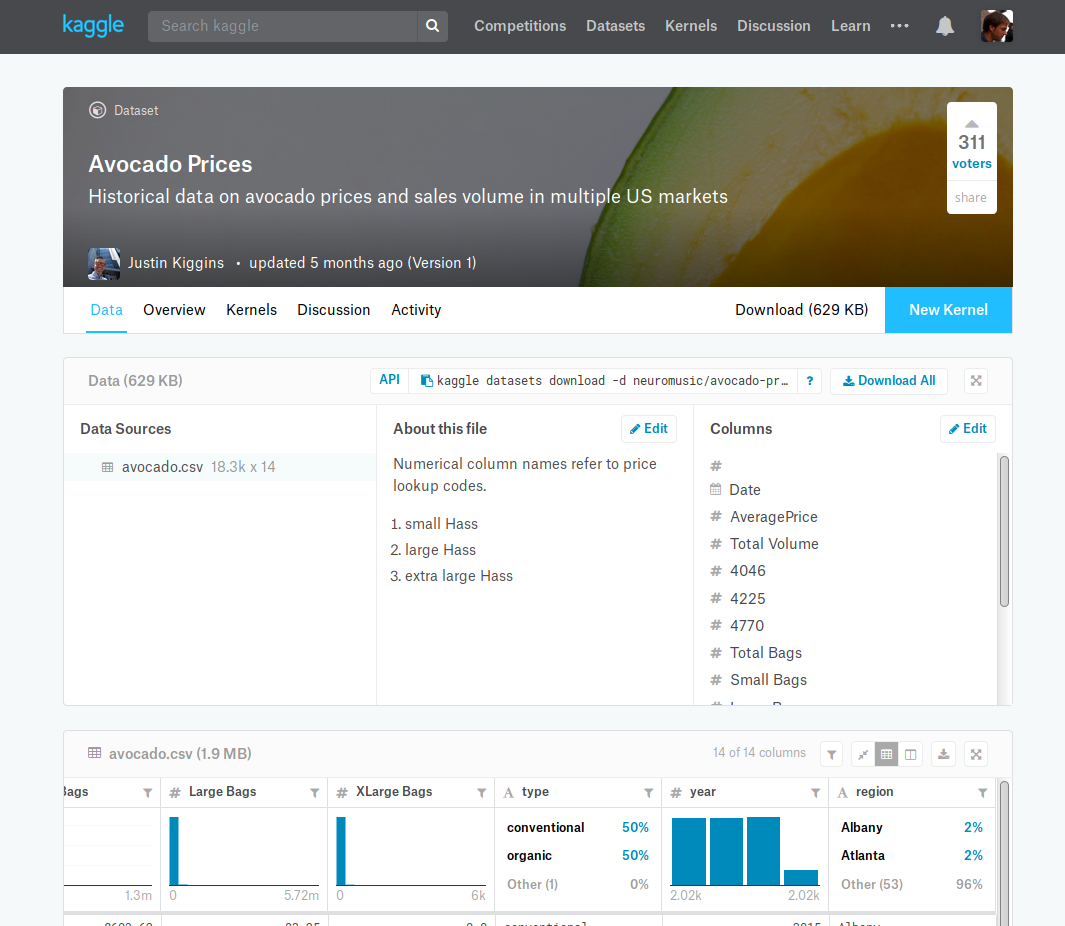 kaggle Search kaggle Competitions Datasets Kernels Discussion Learn •••
Dataset
311
voters
share
Avocado Prices
Historical data on avocado prices and sales volume in multiple US markets
Justin Kiggins • updated 5 months ago (Version 1)
Data Overview Kernels Discussion Activity Download (629 KB) New Kernel
Data (629 KB) API kaggle datasets download -d neuromusic/avocado-pr… ? Download All
Data Sources
avocado.csv 18.3k x 14
About this file Edit
Numerical column names refer to price
lookup codes.
1. small Hass
2. large Hass
3. extra large Hass
Columns Edit
#
Date
# AveragePrice
# Total Volume
# 4046
# 4225
# 4770
# Total Bags
# Small Bags
avocado.csv (1.9 MB) 14 of 14 columns
Bags # Large Bags # XLarge Bags A type # year A region
conventional 50% Albany 2%
organic 50% Atlanta 2%
Other (1) 0% Other (53) 96%
1.3m 0 5.72m 0 6k 2.02k 2.02k